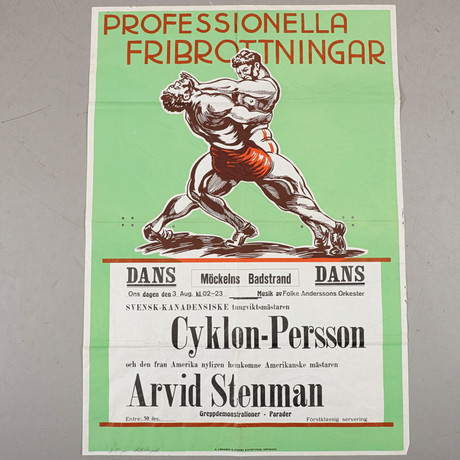 PROFESSIONELLA
FRIBROTTNINGAR
DANS Möckelns Badstrand DANS
Ons dagen den 3 Aug. kl. 02-23 Musik av Folke Anderssons Orkester
SVENSK-KANADENSISKE tungviktsmästaren
Cyklon-Persson
och den från Amerika nyligen hemkomne Amerikanske mästaren
Arvid Stenman
Greppdemonstrationer - Parader
Entre: 50 öre. Förstklassig servering